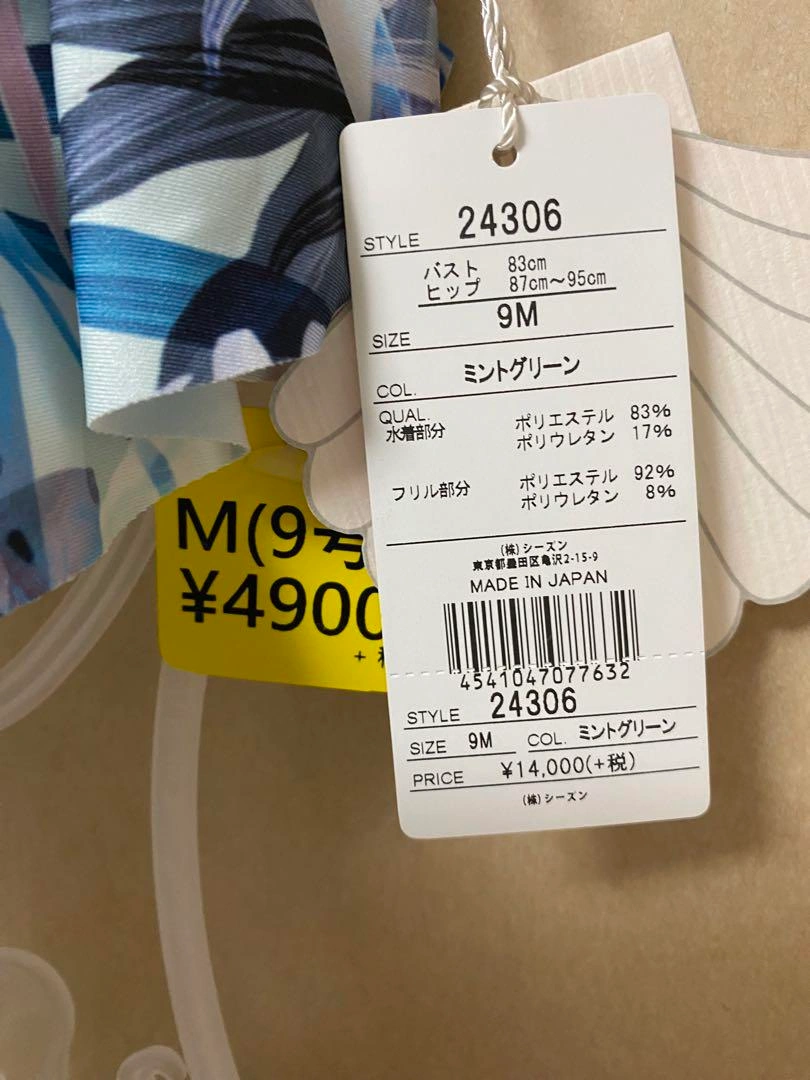 STYLE 24306
バスト 83cm
ヒップ 87cm～95cm
SIZE 9M
COL. ミントグリーン
QUAL.
水着部分 ポリエステル 83%
ポリウレタン 17%
フリル部分 ポリエステル 92%
ポリウレタン 8%
(株)シーズン
東京都墨田区亀沢2-15-9
MADE IN JAPAN
4541047077632
STYLE 24306
SIZE 9M COL. ミントグリーン
PRICE ¥14,000(+税)
(株)シーズン
M(9号
¥4900
+